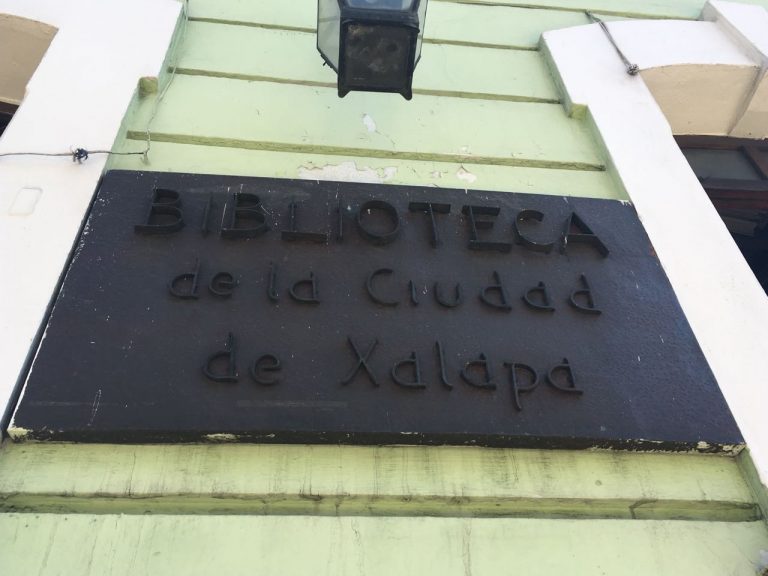 BIBLIOTECA
de la Ciudad
de Xalapa